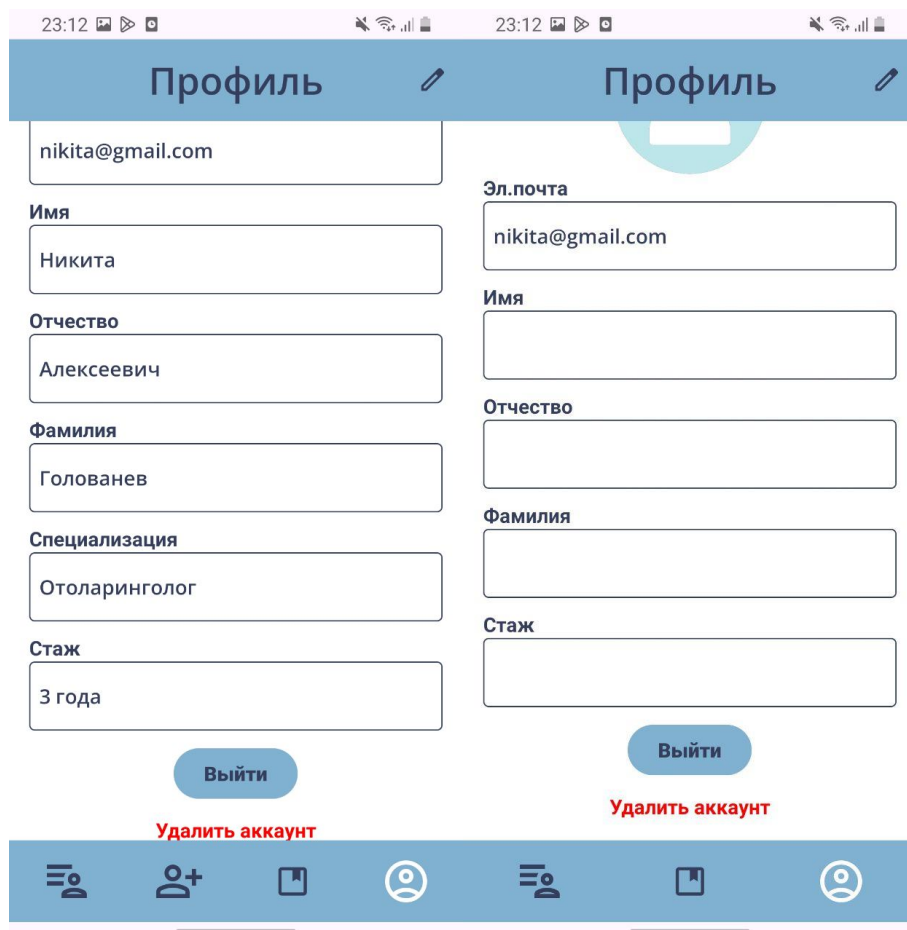 23:12
Профиль
nikita@gmail.com
Имя
Никита
Отчество
Алексеевич
Фамилия
Голованев
Специализация
Отоларинголог
Стаж
3 года
Выйти
Удалить аккаунт
23:12
Профиль
Эл.почта
nikita@gmail.com
Имя
Отчество
Фамилия
Стаж
Выйти
Удалить аккаунт